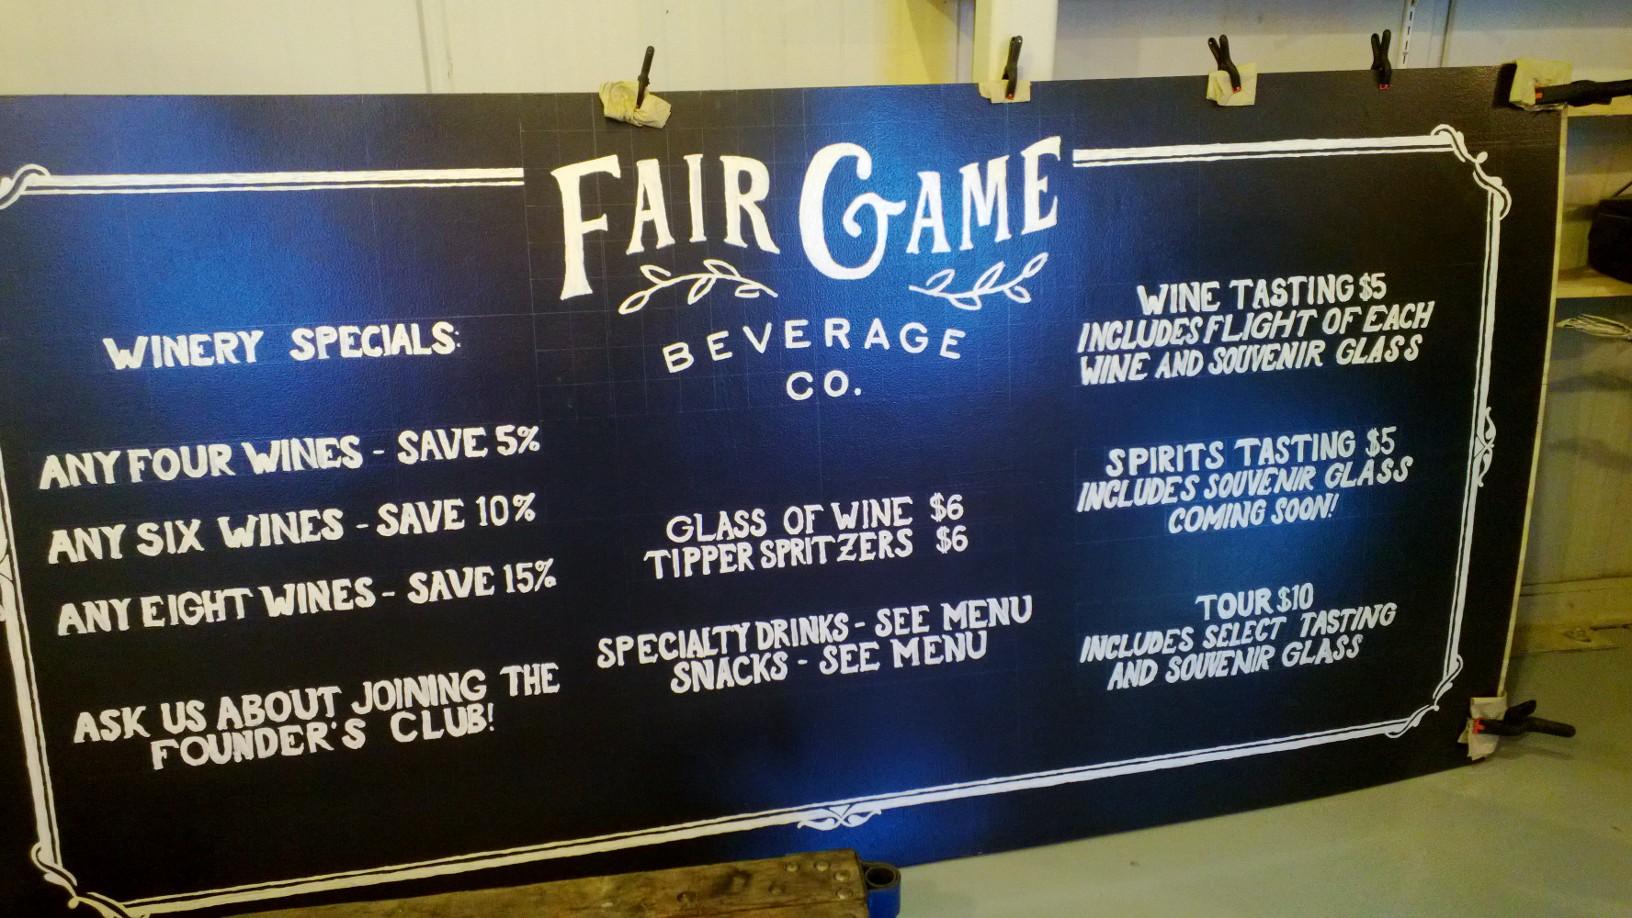 FAIR GAME
BEVERAGE
CO.
WINERY SPECIALS:
ANY FOUR WINES - SAVE 5%
ANY SIX WINES - SAVE 10%
ANY EIGHT WINES - SAVE 15%
ASK US ABOUT JOINING THE
FOUNDER'S CLUB!
GLASS OF WINE $6
TIPPER SPRITZERS $6
SPECIALTY DRINKS - SEE MENU
SNACKS - SEE MENU
WINE TASTING $5
INCLUDES FLIGHT OF EACH
WINE AND SOUVENIR GLASS
SPIRITS TASTING $5
INCLUDES SOUVENIR GLASS
COMING SOON!
TOUR $10
INCLUDES SELECT TASTING
AND SOUVENIR GLASS